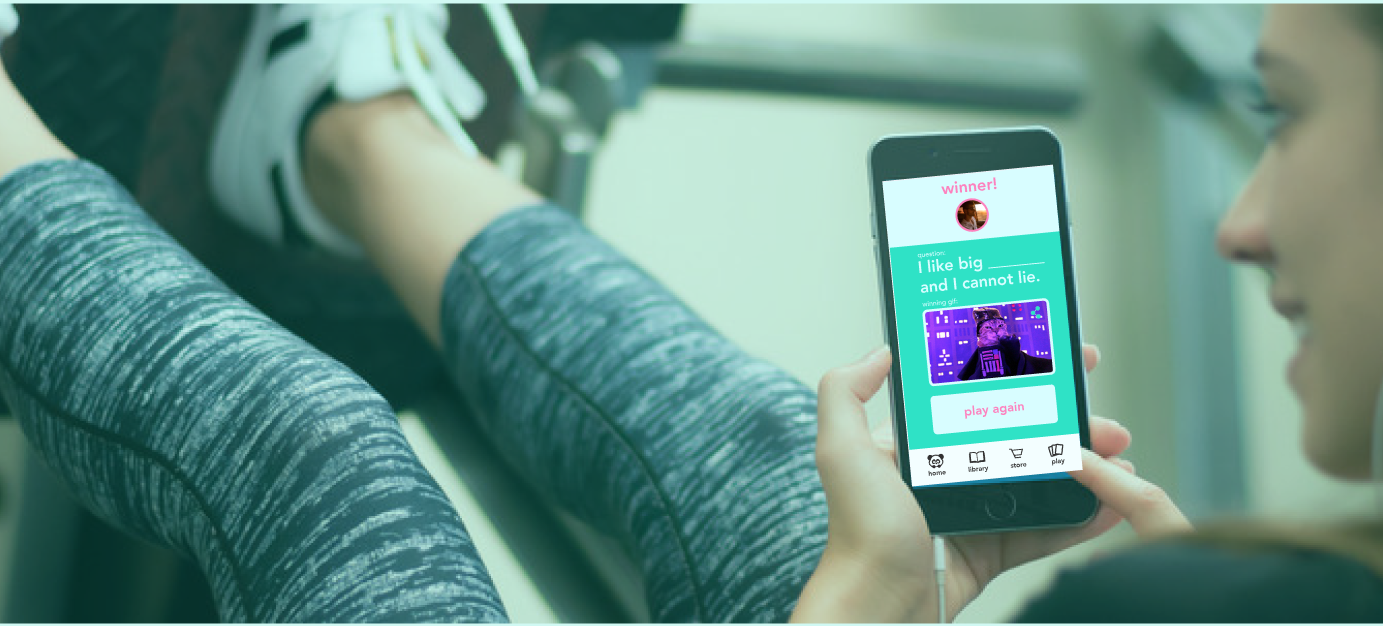 winner!
question:
I like big ______
and I cannot lie.
winning gif:
play again
home
library
store
play